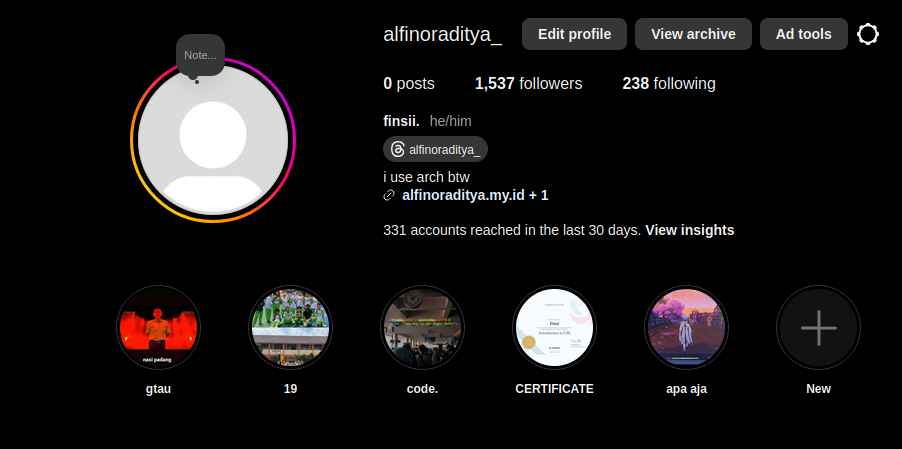 Note...
alfinoraditya_ Edit profile View archive Ad tools
0 posts 1,537 followers 238 following
finsii. he/him
alfinoraditya_
i use arch btw
alfinoraditya.my.id + 1
331 accounts reached in the last 30 days. View insights
nasi padang
gtau 19 code. CERTIFICATE apa aja New